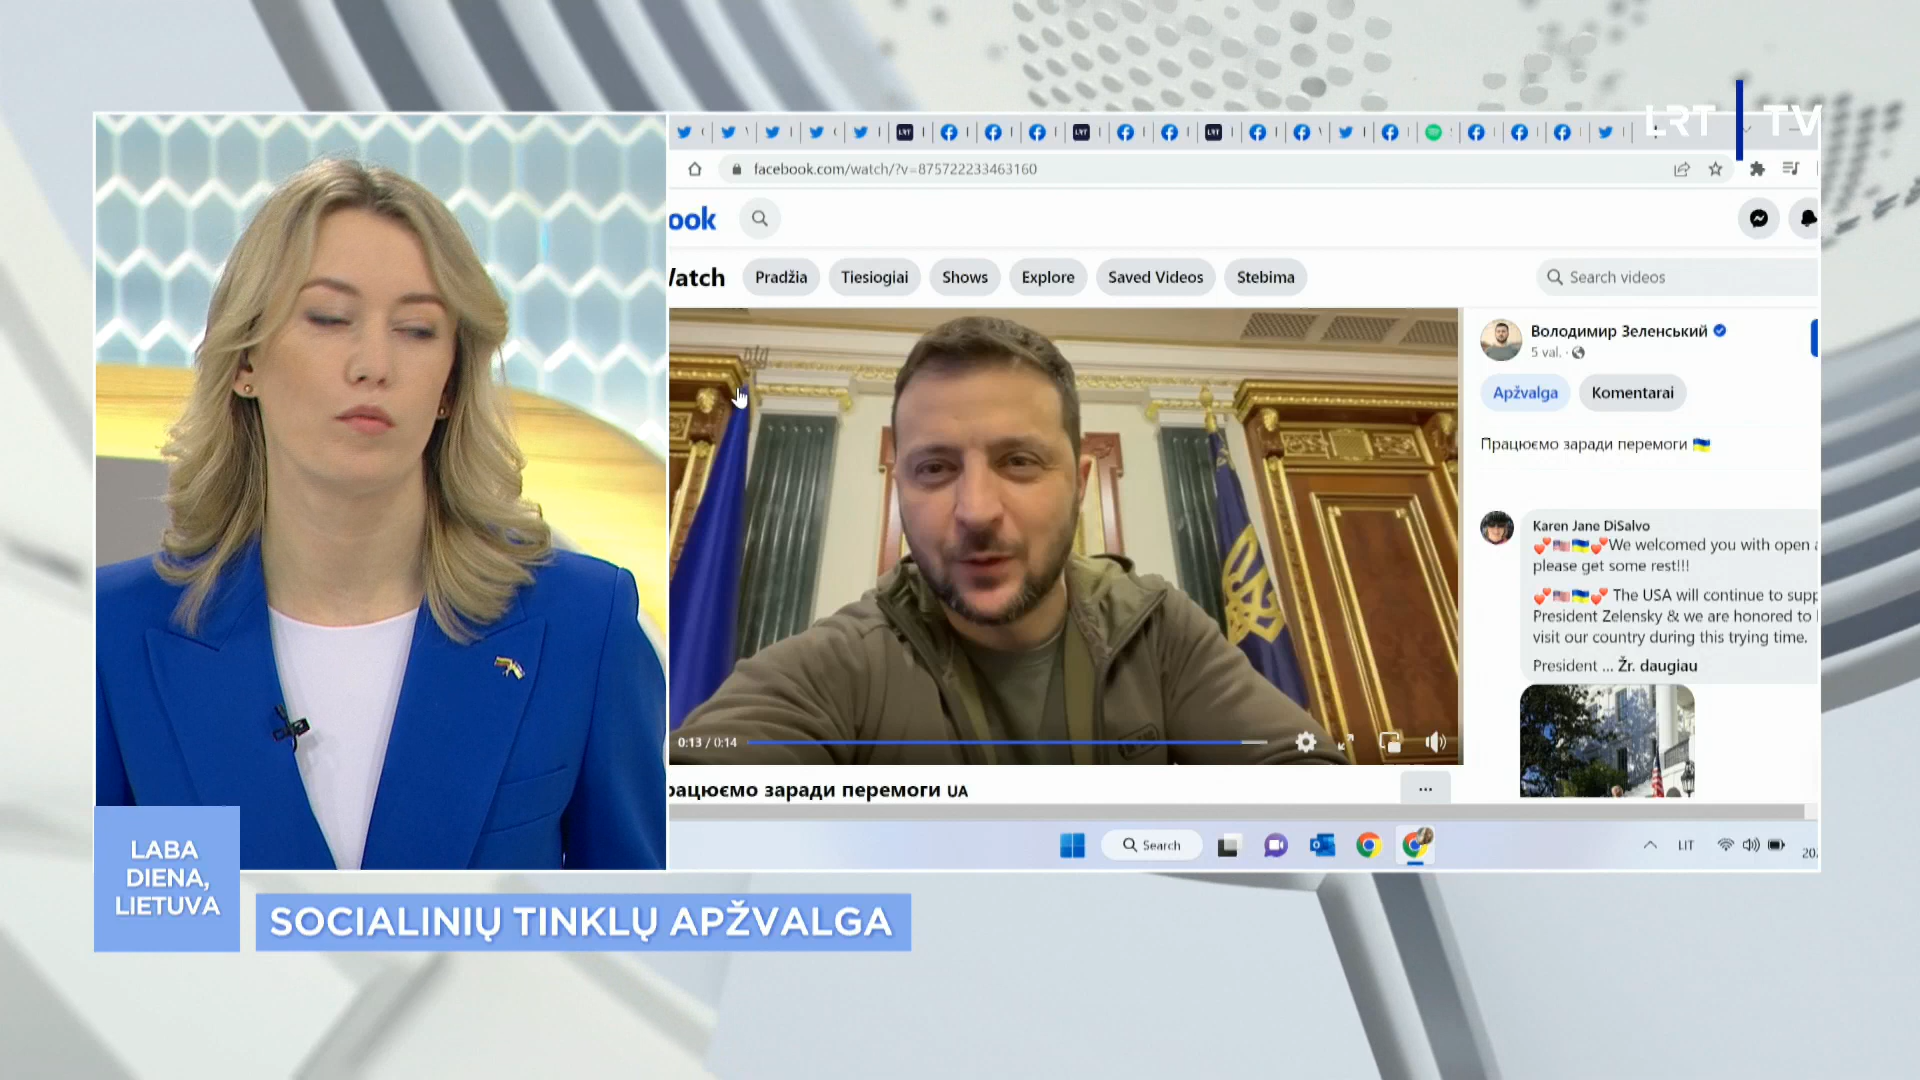 LRT TV
facebook.com/watch/?v=875722233463160
ook
Watch
Pradžia
Tiesiogiai
Shows
Explore
Saved Videos
Stebima
Search videos
Володимир Зеленський
5 val.
Apžvalga
Komentarai
Працюємо заради перемоги 🇺🇦
Karen Jane DiSalvo
💕🇺🇸🇺🇦💕We welcomed you with open
please get some rest!!!
💕🇺🇸🇺🇦💕 The USA will continue to supp
President Zelensky & we are honored to
visit our country during this trying time.
President ... Žr. daugiau
0:13 / 0:14
рацюємо заради перемоги UA
...
Search
LIT
20.
LABA
DIENA,
LIETUVA
SOCIALINIŲ TINKLŲ APŽVALGA